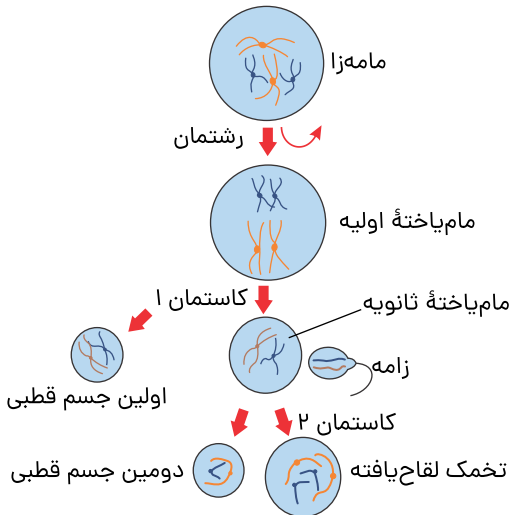 مامه‌زا
رشتمان
مام‌یاختهٔ اولیه
کاستمان ۱
مام‌یاختهٔ ثانویه
زامه
اولین جسم قطبی
کاستمان ۲
تخمک لقاح‌یافته
دومین جسم قطبی